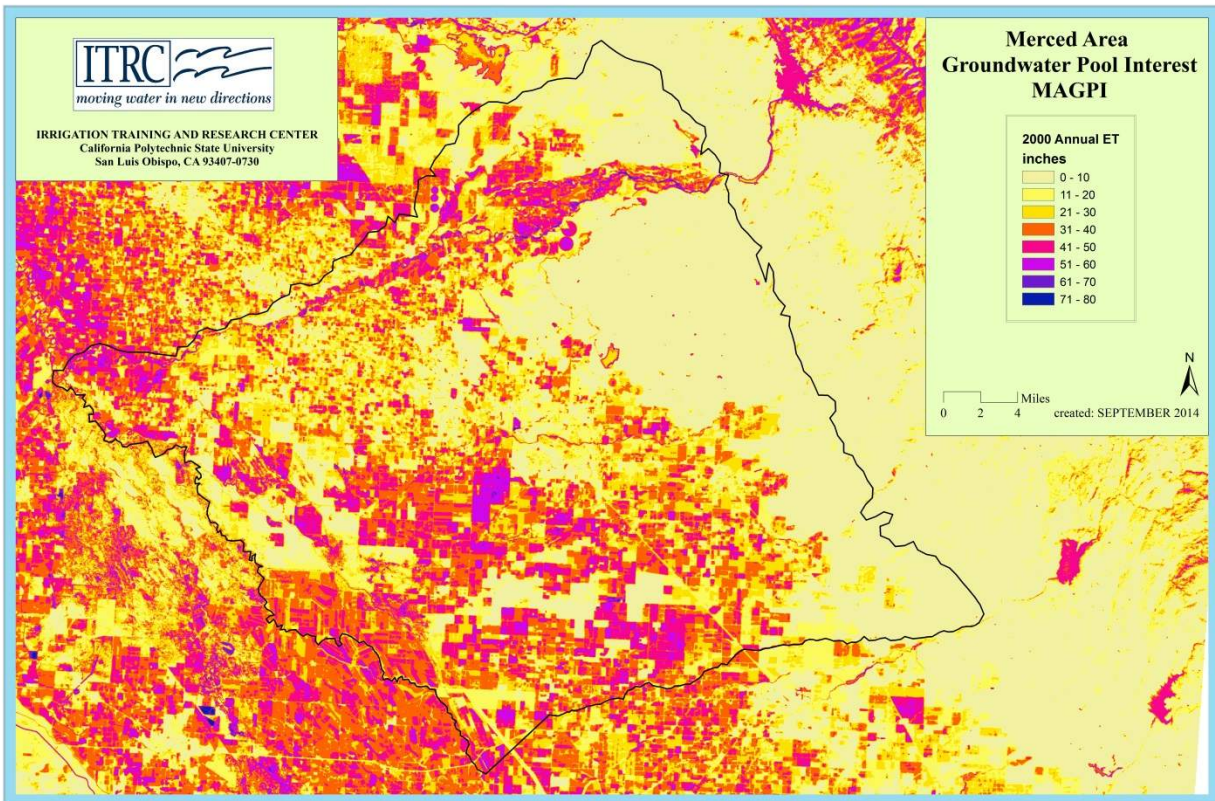 ITRC
moving water in new directions
IRRIGATION TRAINING AND RESEARCH CENTER
California Polytechnic State University
San Luis Obispo, CA 93407-0730
Merced Area
Groundwater Pool Interest
MAGPI
2000 Annual ET
inches
0 - 10
11 - 20
21 - 30
31 - 40
41 - 50
51 - 60
61 - 70
71 - 80
N
Miles
0 2 4
created: SEPTEMBER 2014